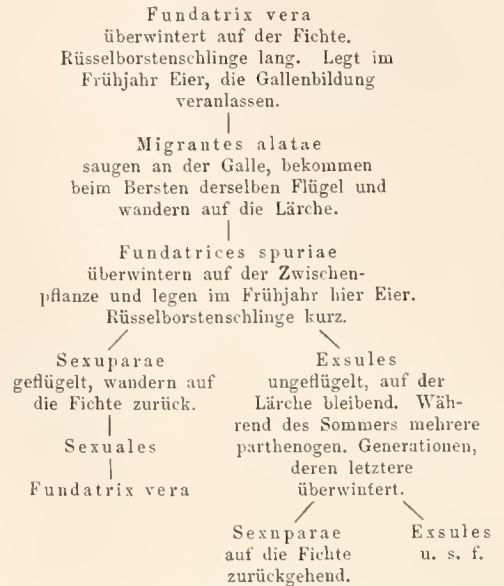 Fundatrix vera
überwintert auf der Fichte.
Rüsselborstenschlinge lang. Legt im
Frühjahr Eier, die Gallenbildung
veranlassen.
Migrantes alatae
saugen an der Galle, bekommen
beim Bersten derselben Flügel und
wandern auf die Lärche.
Fundatrices spuriae
überwintern auf der Zwischen-
pflanze und legen im Frühjahr hier Eier.
Rüsselborstenschlinge kurz.
Sexuparae
geflügelt, wandern auf
die Fichte zurück.
Sexuales
Fundatrix vera
Exsules
ungeflügelt, auf der
Lärche bleibend. Wäh-
rend des Sommers mehrere
parthenogen. Generationen,
deren letztere
überwintert.
Sexnparae
auf die Fichte
zurückgehend.
Exsules
u. s. f.